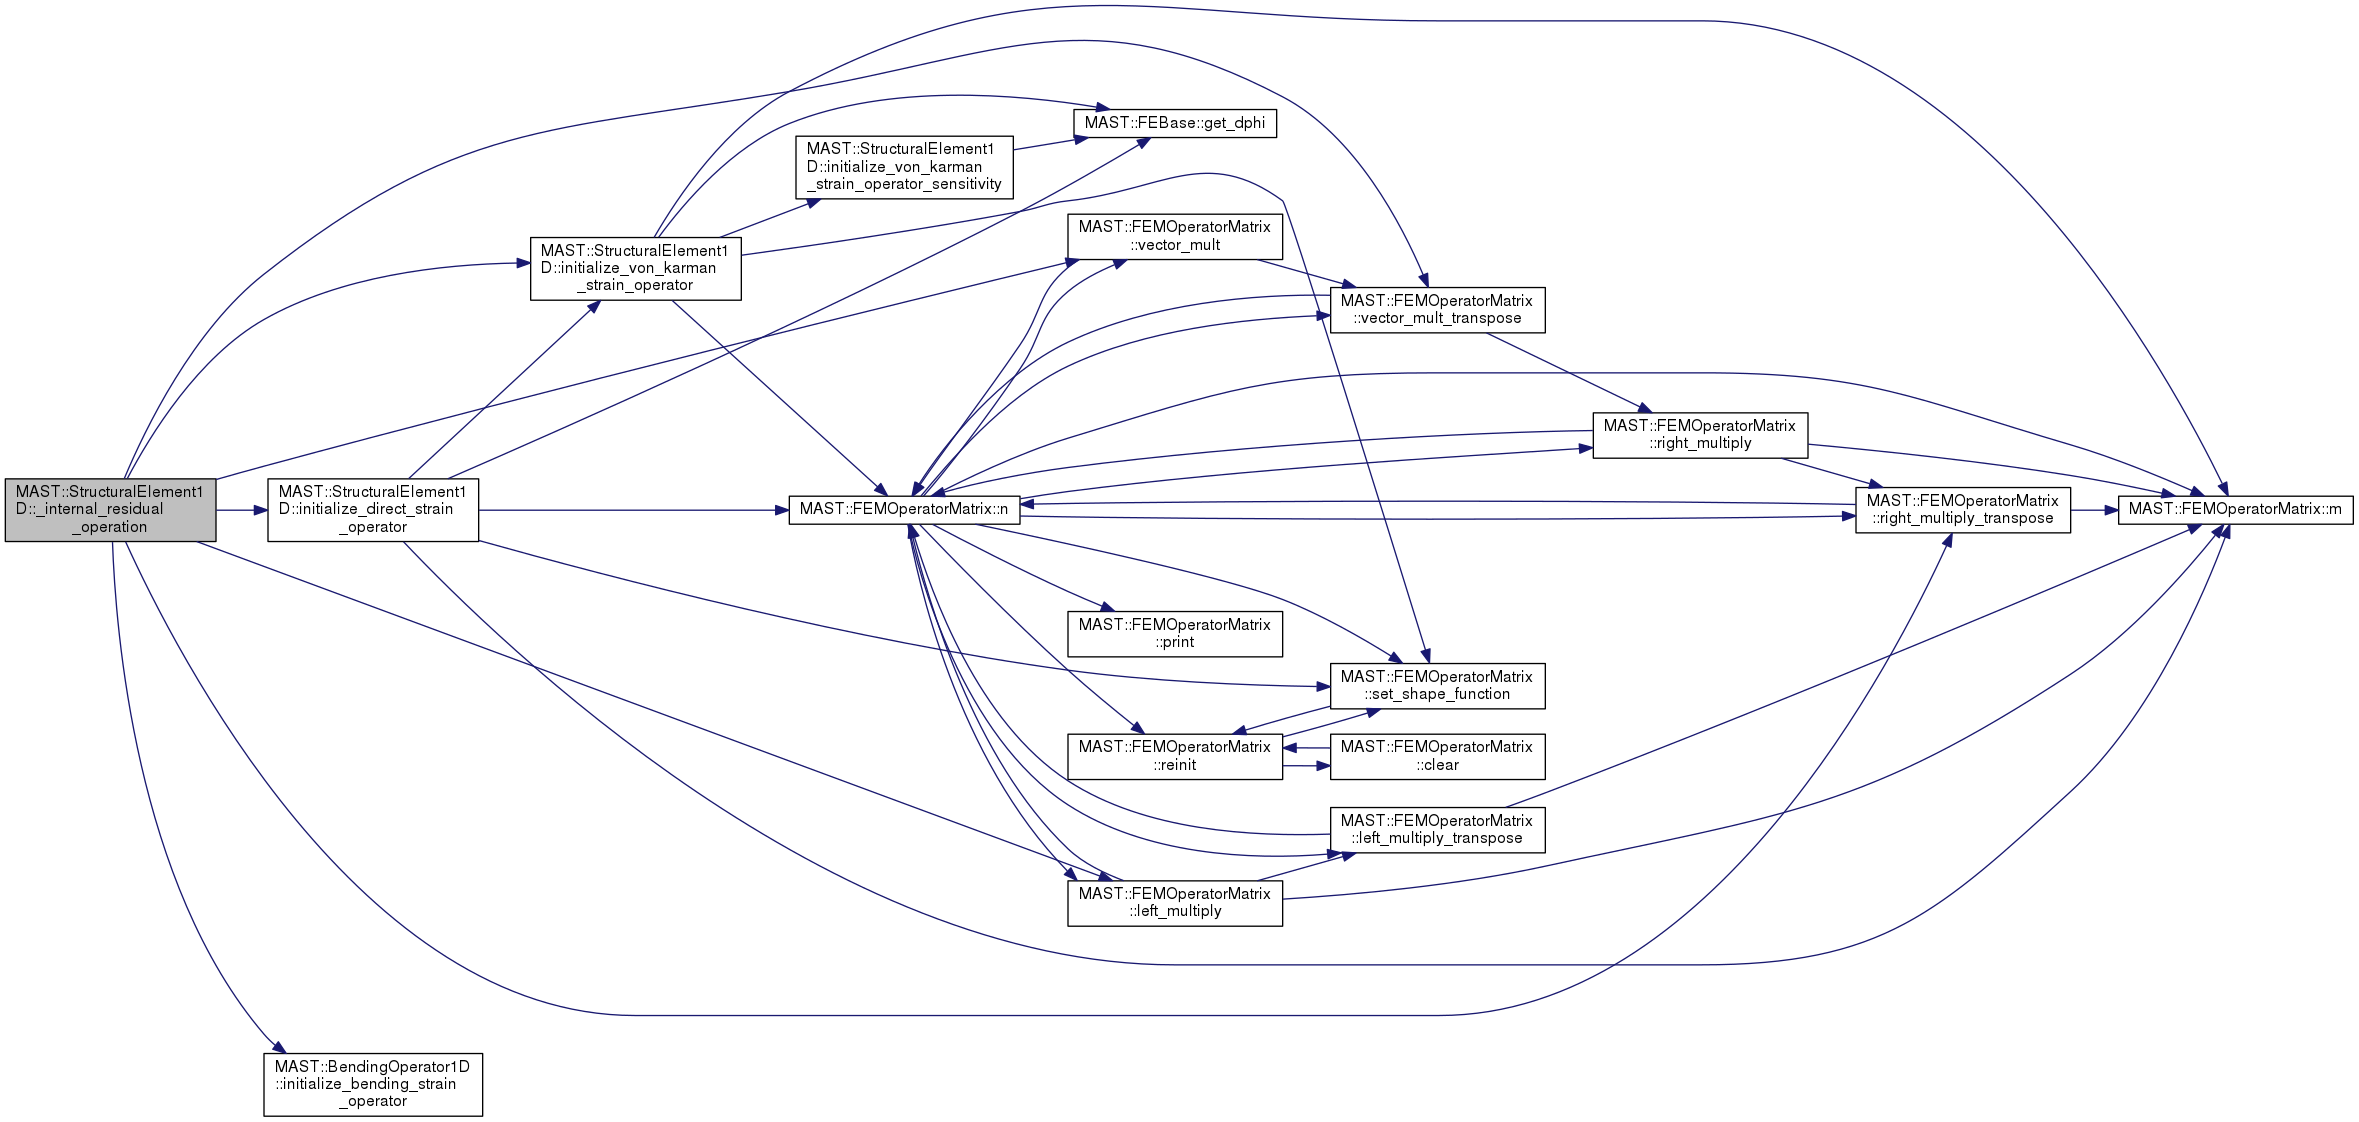 MAST::StructuralElement1
D::_internal_residual
_operation
MAST::StructuralElement1
D::initialize_direct_strain
_operator
MAST::BendingOperator1D
::initialize_bending_strain
_operator
MAST::StructuralElement1
D::initialize_von_karman
_strain_operator
MAST::StructuralElement1
D::initialize_von_karman
_strain_operator_sensitivity
MAST::FEMOperatorMatrix::n
MAST::FEBase::get_dphi
MAST::FEMOperatorMatrix
::vector_mult
MAST::FEMOperatorMatrix
::print
MAST::FEMOperatorMatrix
::reinit
MAST::FEMOperatorMatrix
::left_multiply
MAST::FEMOperatorMatrix
::vector_mult_transpose
MAST::FEMOperatorMatrix
::set_shape_function
MAST::FEMOperatorMatrix
::clear
MAST::FEMOperatorMatrix
::left_multiply_transpose
MAST::FEMOperatorMatrix
::right_multiply
MAST::FEMOperatorMatrix
::right_multiply_transpose
MAST::FEMOperatorMatrix::m